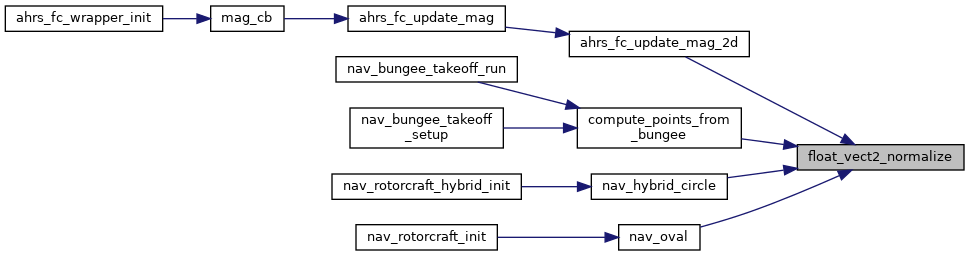 ahrs_fc_wrapper_init
mag_cb
ahrs_fc_update_mag
ahrs_fc_update_mag_2d
nav_bungee_takeoff_run
nav_bungee_takeoff
_setup
compute_points_from
_bungee
float_vect2_normalize
nav_rotorcraft_hybrid_init
nav_hybrid_circle
nav_rotorcraft_init
nav_oval